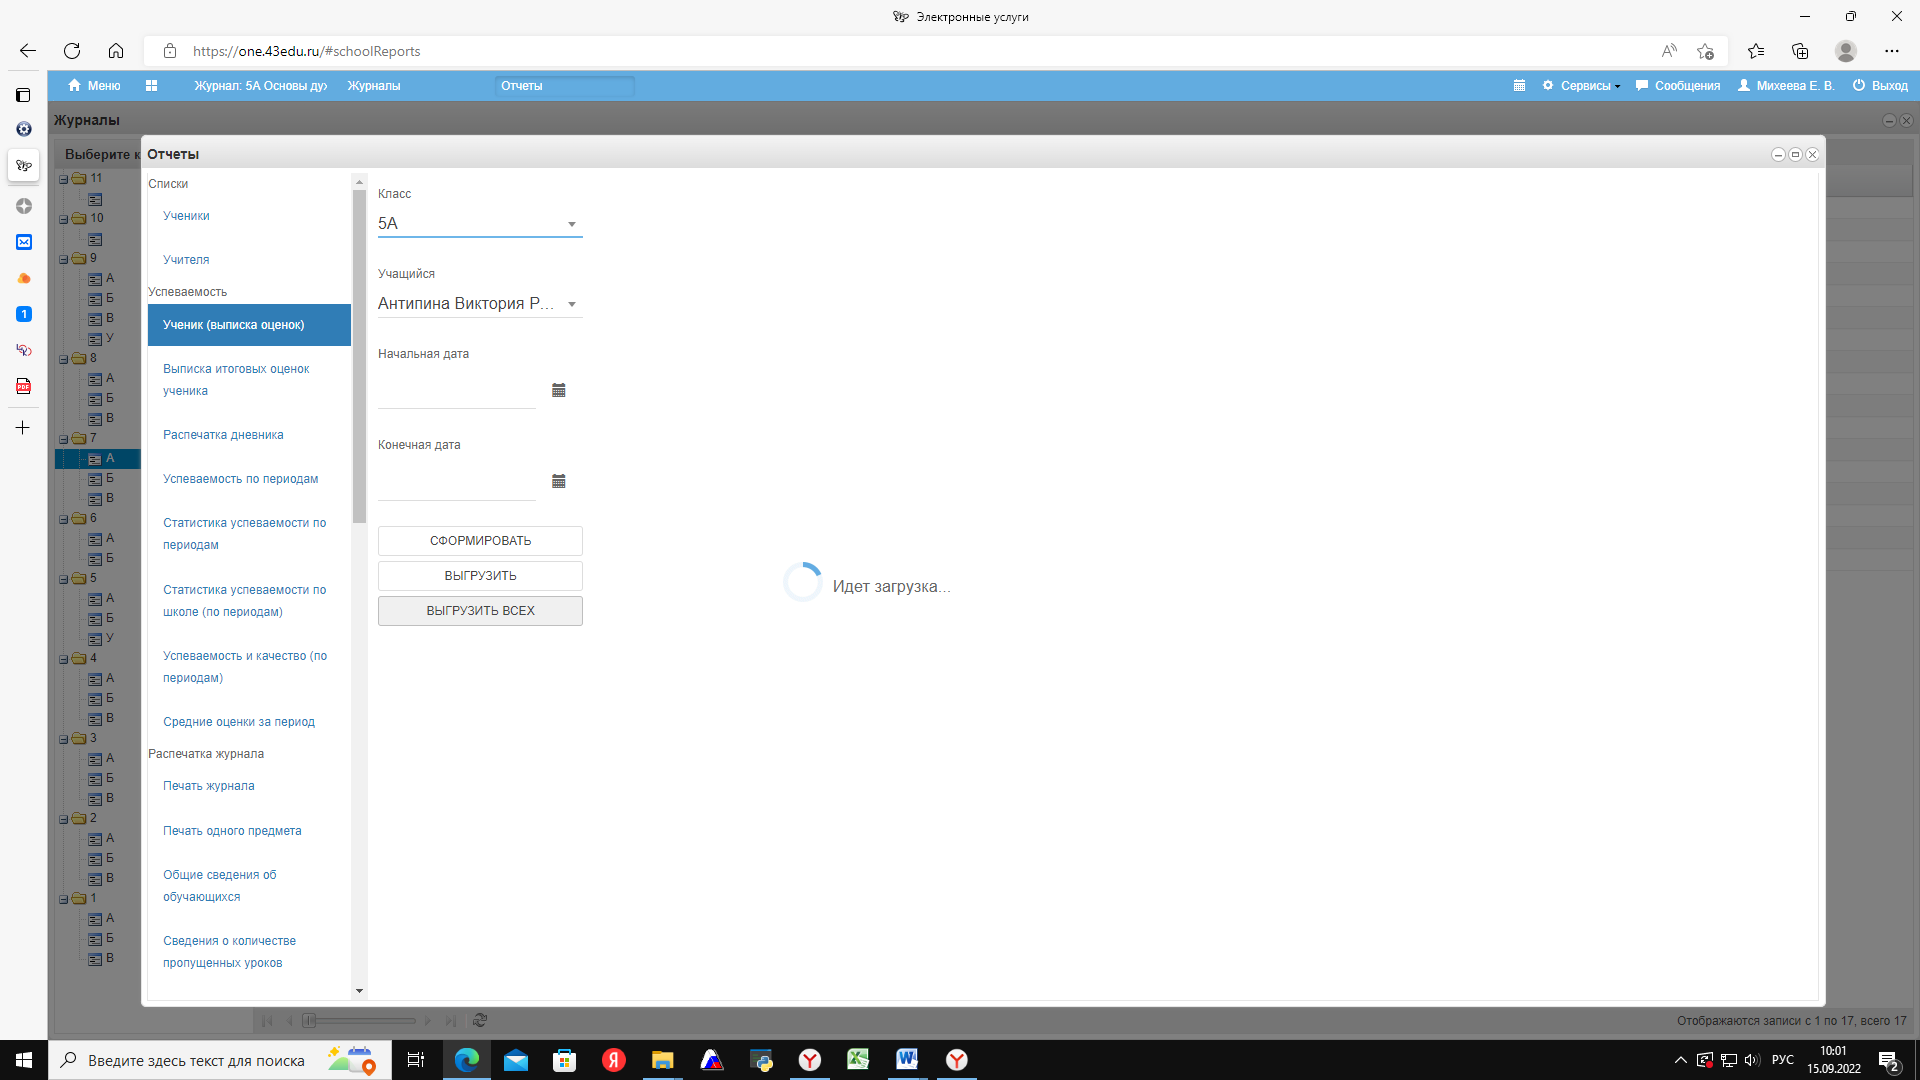 Электронные услуги
https://one.43edu.ru/#schoolReports
Меню
Журнал: 5А Основы ду
Журналы
Отчеты
Сервисы
Сообщения
Михеева Е. В.
Выход
Журналы
Выберите к
Отчеты
11
10
9
А
Б
В
У
8
А
Б
В
7
А
Б
В
6
А
Б
5
А
Б
У
4
А
Б
В
3
А
Б
В
2
А
Б
В
1
А
Б
В
Списки
Ученики
Учителя
Успеваемость
Ученик (выписка оценок)
Выписка итоговых оценок
ученика
Распечатка дневника
Успеваемость по периодам
Статистика успеваемости по
периодам
Статистика успеваемости по
школе (по периодам)
Успеваемость и качество (по
периодам)
Средние оценки за период
Распечатка журнала
Печать журнала
Печать одного предмета
Общие сведения об
обучающихся
Сведения о количестве
пропущенных уроков
Класс
5А
Учащийся
Антипина Виктория Р...
Начальная дата
Конечная дата
СФОРМИРОВАТЬ
ВЫГРУЗИТЬ
ВЫГРУЗИТЬ ВСЕХ
Идет загрузка...
Отображаются записи с 1 по 17, всего 17
Введите здесь текст для поиска
РУС
10:01
15.09.2022
2